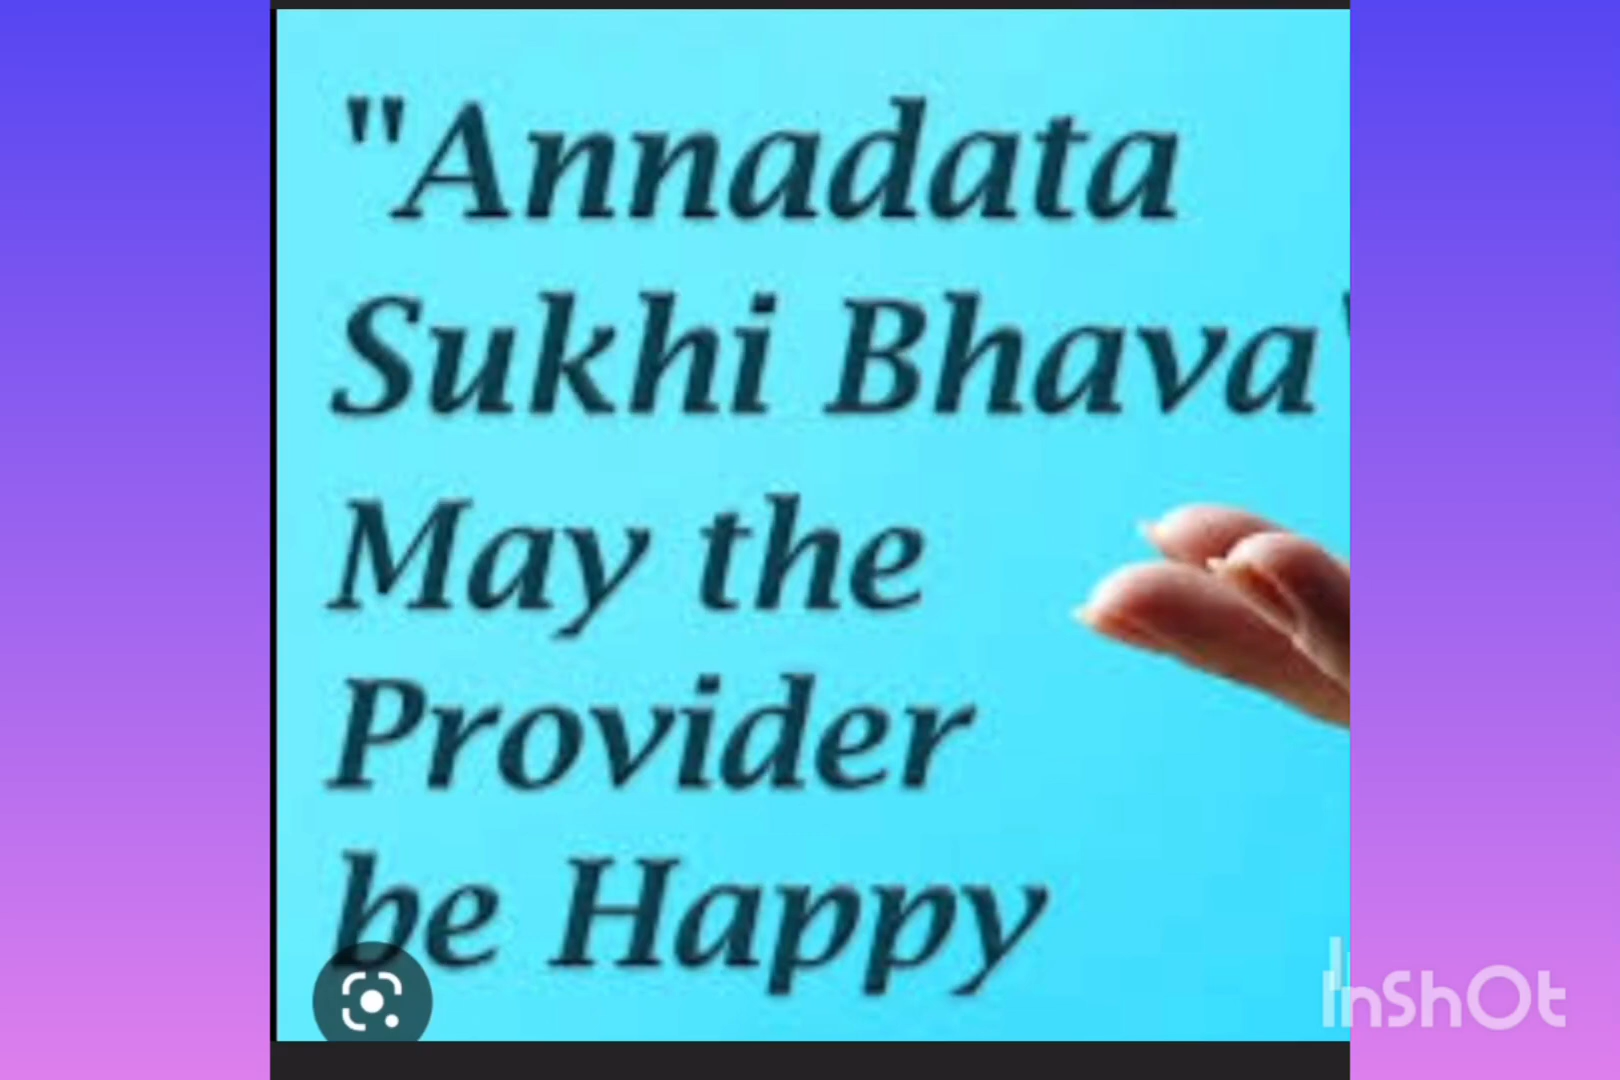 "Annadata
Sukhi Bhava"
May the
Provider
be Happy
InShOt